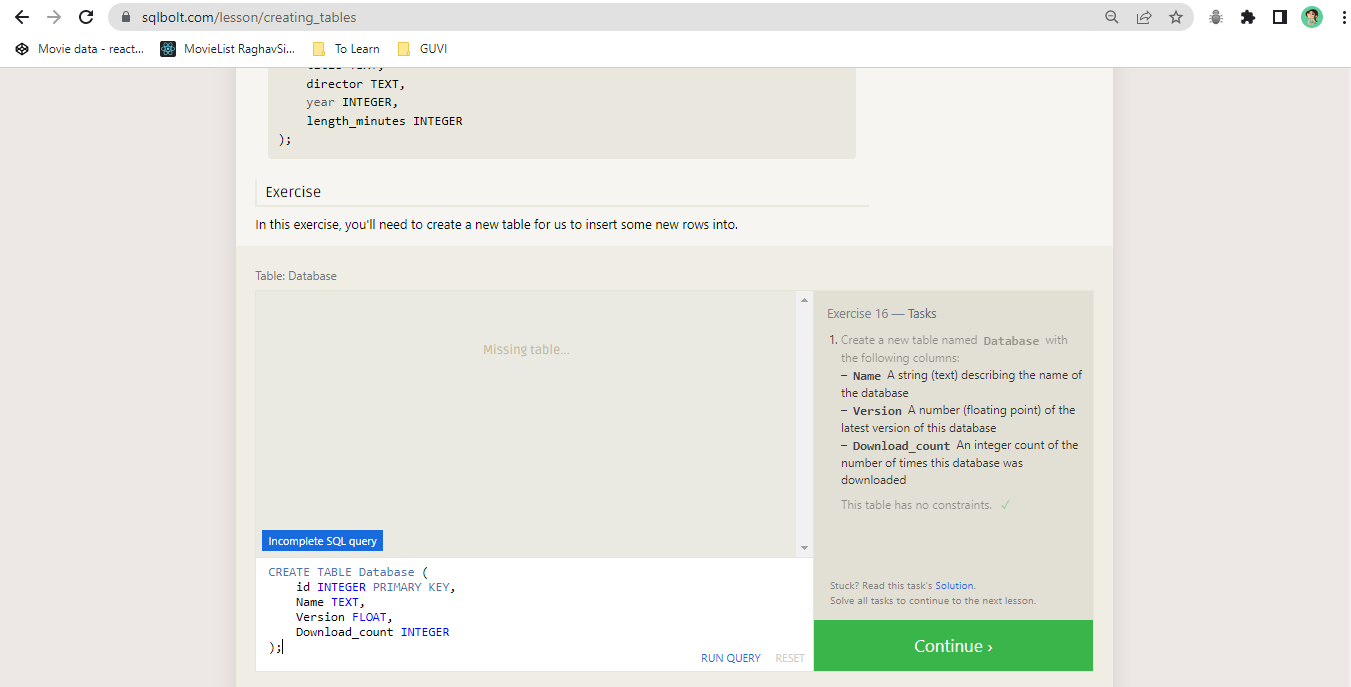 sqlbolt.com/lesson/creating_tables
Movie data - react...
MovieList RaghavSi...
To Learn
GUVI
director TEXT,
year INTEGER,
length_minutes INTEGER
);
Exercise
In this exercise, you'll need to create a new table for us to insert some new rows into.
Table: Database
Missing table...
Incomplete SQL query
CREATE TABLE Database (
id INTEGER PRIMARY KEY,
Name TEXT,
Version FLOAT,
Download_count INTEGER
);
RUN QUERY
RESET
Exercise 16 — Tasks
1. Create a new table named Database with
the following columns:
– Name A string (text) describing the name of
the database
– Version A number (floating point) of the
latest version of this database
– Download_count An integer count of the
number of times this database was
downloaded
This table has no constraints. ✓
Stuck? Read this task's Solution.
Solve all tasks to continue to the next lesson.
Continue ›